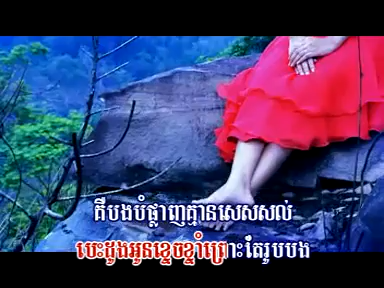 គឺបងបំផ្លាញគ្មានសេសសល់
បេះដូងអូនខ្ទេចខ្ទាំព្រោះតែរូបបង